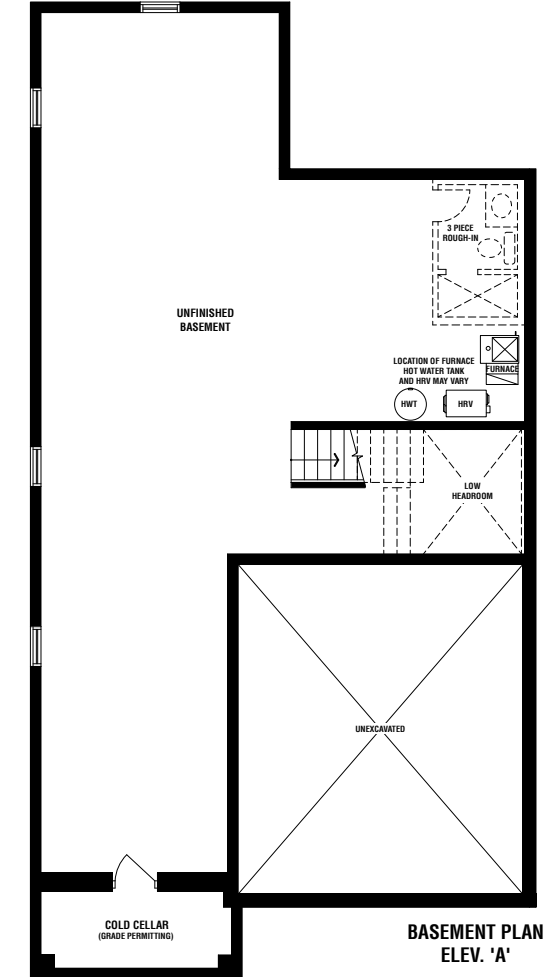 3 PIECE
ROUGH-IN
UNFINISHED
BASEMENT
LOCATION OF FURNACE
HOT WATER TANK
AND HRV MAY VARY
FURNACE
HWT
HRV
LOW
HEADROOM
UNEXCAVATED
COLD CELLAR
(GRADE PERMITTING)
BASEMENT PLAN
ELEV. 'A'